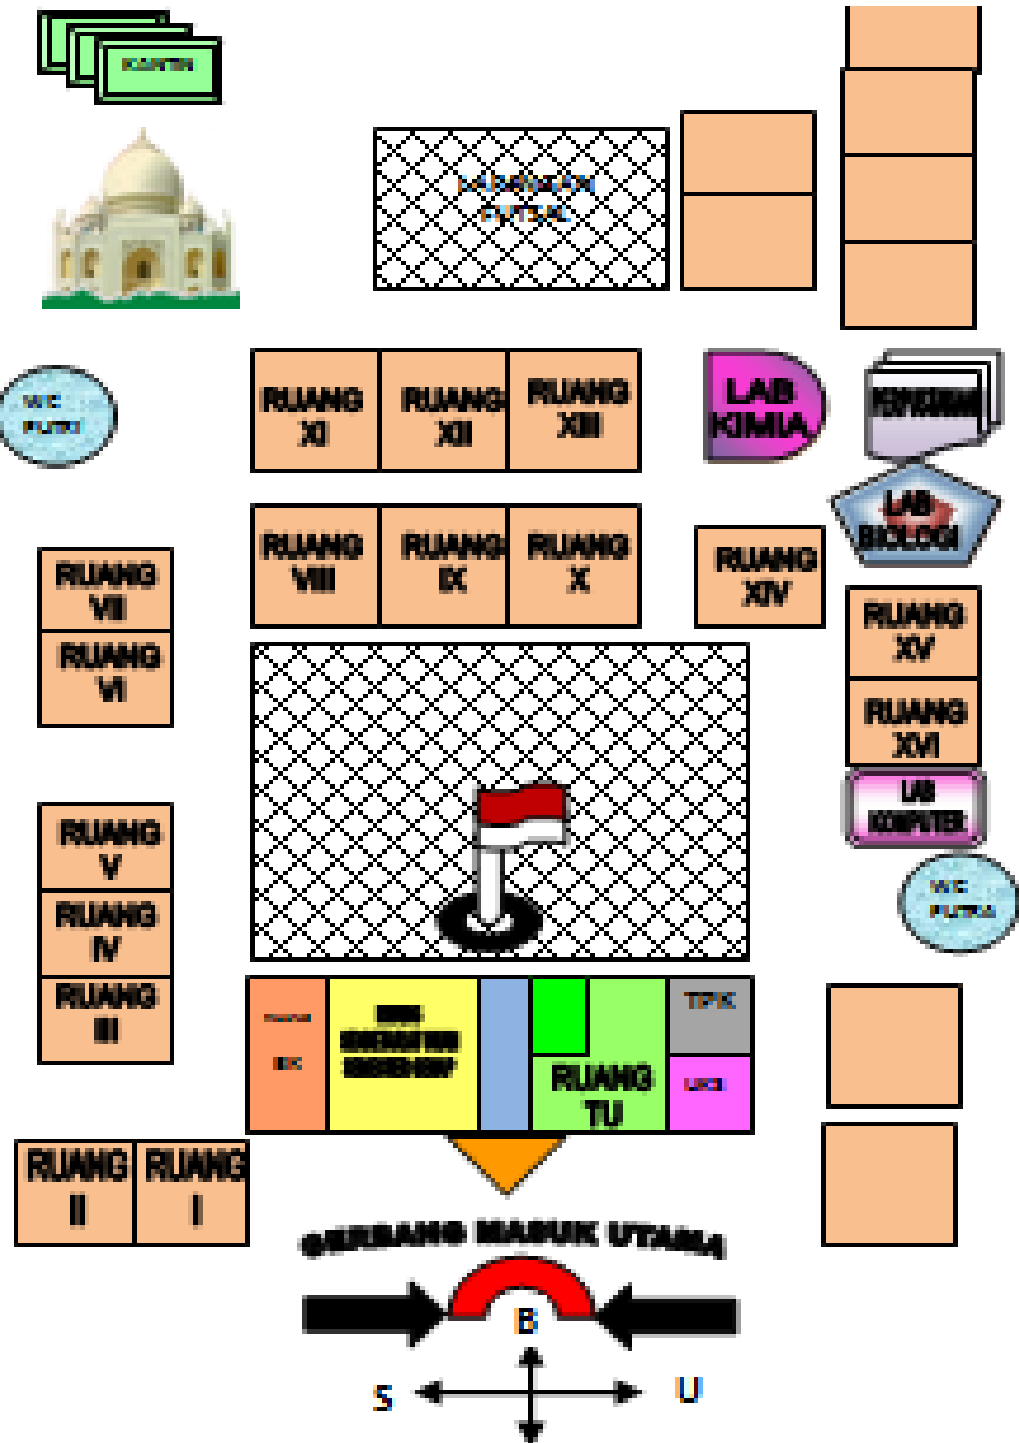 KANTIN
LAPANGAN
FUTSAL
WC
PUTRI
RUANG
XI
RUANG
XII
RUANG
XIII
LAB
KIMIA
LAB
BIOLOGI
RUANG
VIII
RUANG
IX
RUANG
X
RUANG
XIV
RUANG
VII
RUANG
VI
RUANG
XV
RUANG
XVI
LAB
KOMPUTER
WC
PUTRA
RUANG
V
RUANG
IV
RUANG
III
BK
RUANG
TU
RUANG
II
RUANG
I
GERBANG MASUK UTAMA
B
S
U